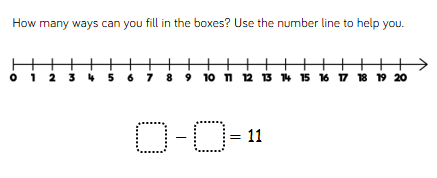 How many ways can you fill in the boxes? Use the number line to help you.
0 1 2 3 4 5 6 7 8 9 10 11 12 13 14 15 16 17 18 19 20
− = 11